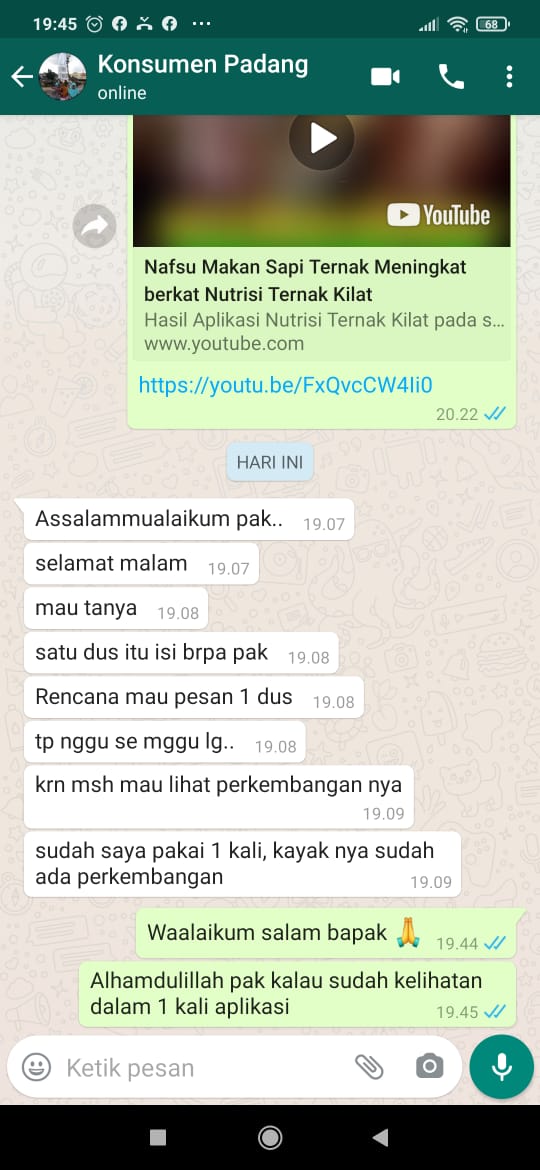 19:45
68
Konsumen Padang
online
YouTube
Nafsu Makan Sapi Ternak Meningkat
berkat Nutrisi Ternak Kilat
Hasil Aplikasi Nutrisi Ternak Kilat pada s...
www.youtube.com
https://youtu.be/FxQvcCW4Ii0
20.22
HARI INI
Assalammualaikum pak.. 19.07
selamat malam 19.07
mau tanya 19.08
satu dus itu isi brpa pak 19.08
Rencana mau pesan 1 dus 19.08
tp nggu se mggu lg.. 19.08
krn msh mau lihat perkembangan nya
19.09
sudah saya pakai 1 kali, kayak nya sudah
ada perkembangan 19.09
Waalaikum salam bapak 🙏 19.44
Alhamdulillah pak kalau sudah kelihatan
dalam 1 kali aplikasi 19.45
Ketik pesan